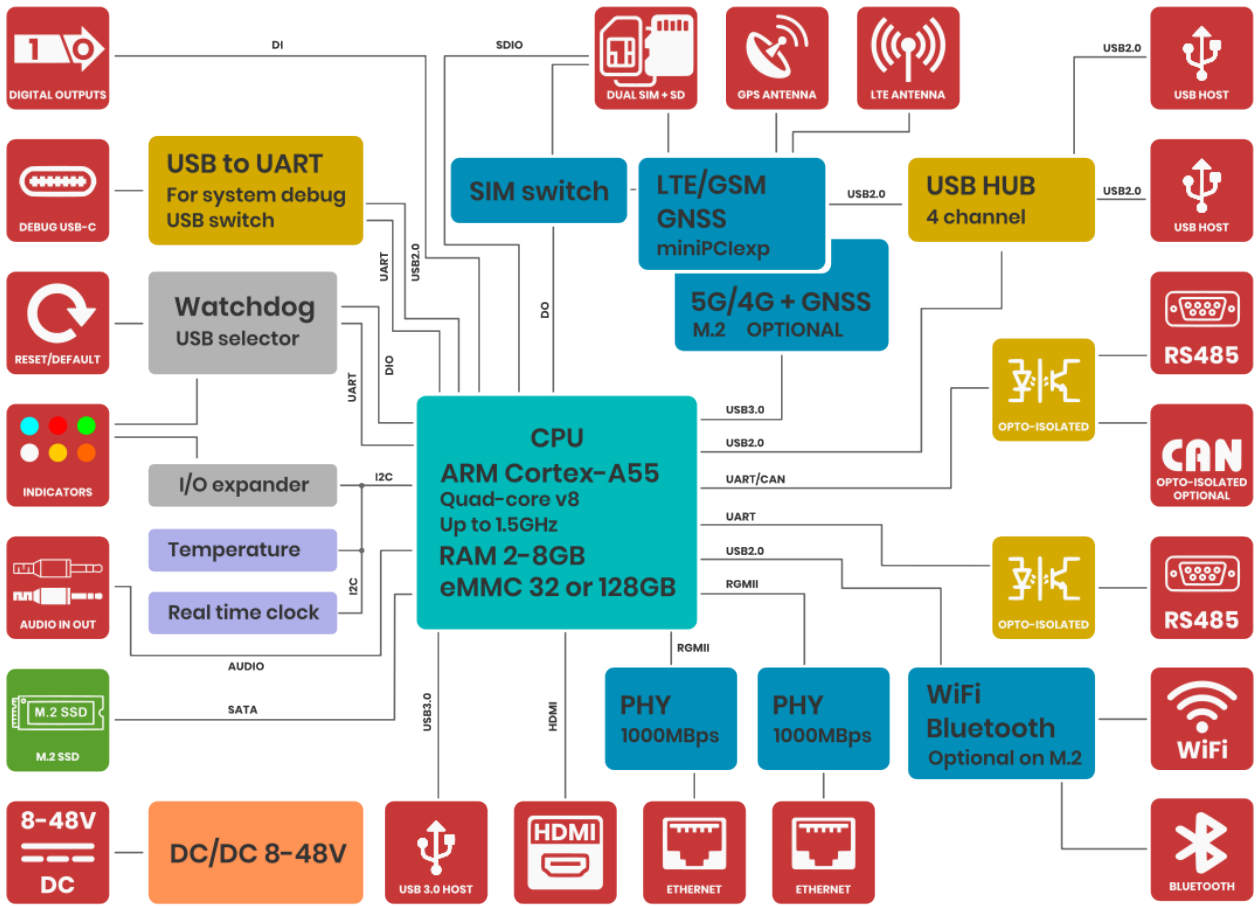 1 0
DIGITAL OUTPUTS
DI
SDIO
DUAL SIM + SD
GPS ANTENNA
LTE ANTENNA
USB2.0
USB HOST
DEBUG USB-C
USB to UART
For system debug
USB switch
UART
USB2.0
SIM switch
DO
LTE/GSM
GNSS
miniPCIexp
5G/4G + GNSS
M.2 OPTIONAL
USB2.0
USB HUB
4 channel
USB2.0
USB HOST
RESET/DEFAULT
Watchdog
USB selector
DIO
UART
RS485
OPTO-ISOLATED
CAN
OPTO-ISOLATED
OPTIONAL
INDICATORS
I/O expander
I2C
Temperature
Real time clock
I2C
CPU
ARM Cortex-A55
Quad-core v8
Up to 1.5GHz
RAM 2-8GB
eMMC 32 or 128GB
USB3.0
USB2.0
UART/CAN
UART
USB2.0
RGMII
RGMII
OPTO-ISOLATED
RS485
AUDIO IN OUT
AUDIO
M.2 SSD
M.2 SSD
SATA
USB3.0
HDMI
PHY
1000MBps
PHY
1000MBps
WiFi
Bluetooth
Optional on M.2
WiFi
8-48V
DC
DC/DC 8-48V
USB 3.0 HOST
HDMI
ETHERNET
ETHERNET
BLUETOOTH